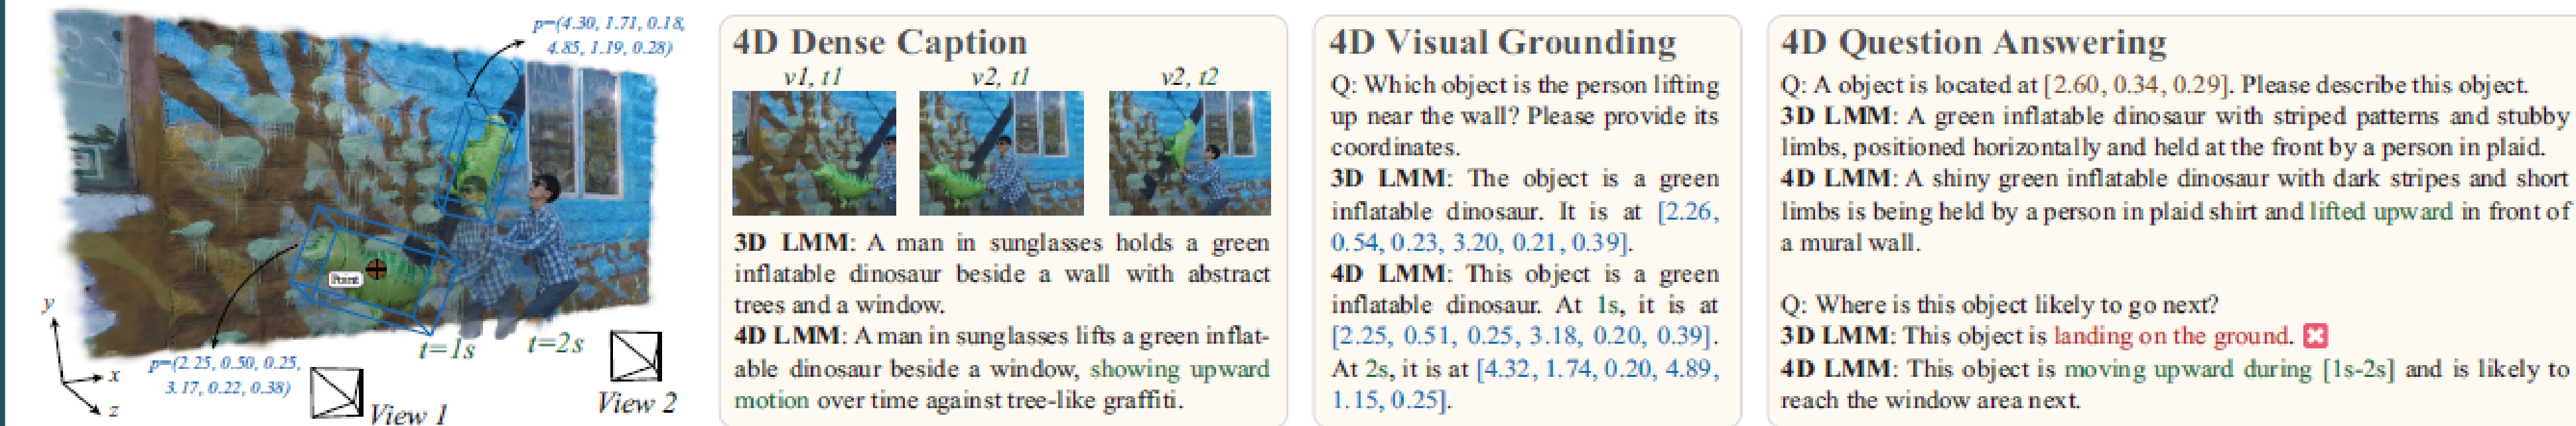 p=(4.30, 1.71, 0.18,
4.85, 1.19, 0.28)
Point
y
x
z
p=(2.25, 0.50, 0.25,
3.17, 0.22, 0.38)
t=1s
t=2s
View 1
View 2
4D Dense Caption
v1, t1
v2, t1
v2, t2
3D LMM: A man in sunglasses holds a green
inflatable dinosaur beside a wall with abstract
trees and a window.
4D LMM: A man in sunglasses lifts a green inflat-
able dinosaur beside a window, showing upward
motion over time against tree-like graffiti.
4D Visual Grounding
Q: Which object is the person lifting
up near the wall? Please provide its
coordinates.
3D LMM: The object is a green
inflatable dinosaur. It is at [2.26,
0.54, 0.23, 3.20, 0.21, 0.39].
4D LMM: This object is a green
inflatable dinosaur. At 1s, it is at
[2.25, 0.51, 0.25, 3.18, 0.20, 0.39].
At 2s, it is at [4.32, 1.74, 0.20, 4.89,
1.15, 0.25].
4D Question Answering
Q: A object is located at [2.60, 0.34, 0.29]. Please describe this object.
3D LMM: A green inflatable dinosaur with striped patterns and stubby
limbs, positioned horizontally and held at the front by a person in plaid.
4D LMM: A shiny green inflatable dinosaur with dark stripes and short
limbs is being held by a person in plaid shirt and lifted upward in front of
a mural wall.
Q: Where is this object likely to go next?
3D LMM: This object is landing on the ground.
4D LMM: This object is moving upward during [1s-2s] and is likely to
reach the window area next.